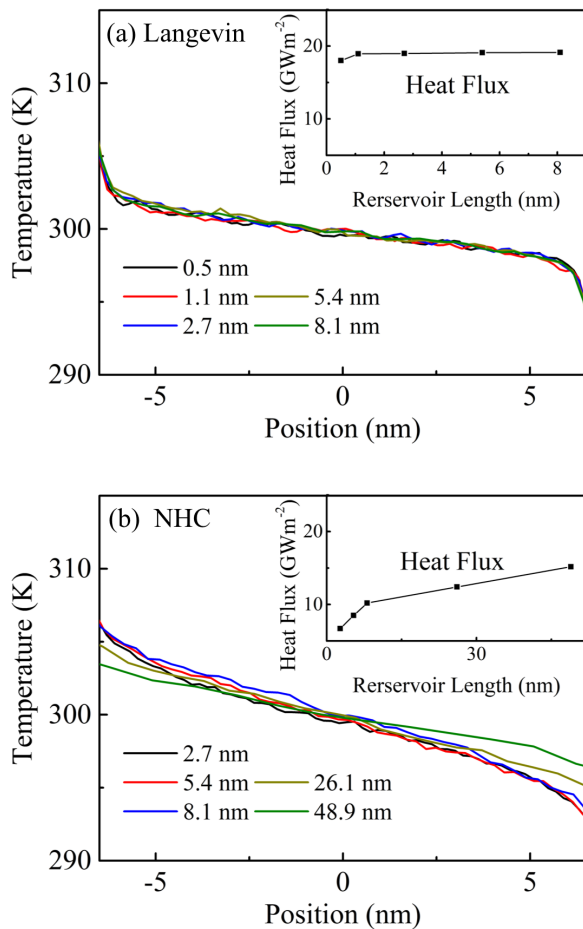 (a) Langevin
Temperature (K)
310
300
290
-5
0
5
Position (nm)
0.5 nm
1.1 nm
5.4 nm
2.7 nm
8.1 nm
Heat Flux (GWm-2)
20
10
0
0
2
4
6
8
Heat Flux
Rerservoir Length (nm)
(b) NHC
Temperature (K)
310
300
290
-5
0
5
Position (nm)
2.7 nm
5.4 nm
26.1 nm
8.1 nm
48.9 nm
Heat Flux (GWm-2)
20
10
0
0
30
Heat Flux
Rerservoir Length (nm)